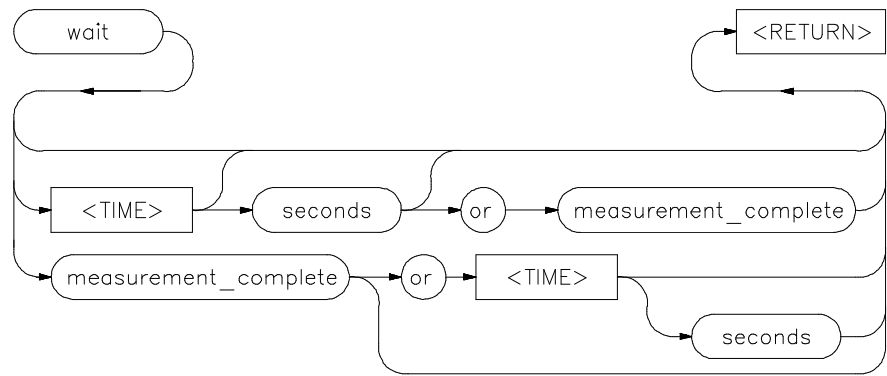 wait
<RETURN>
<TIME>
seconds
or
measurement_complete
measurement_complete
or
<TIME>
seconds